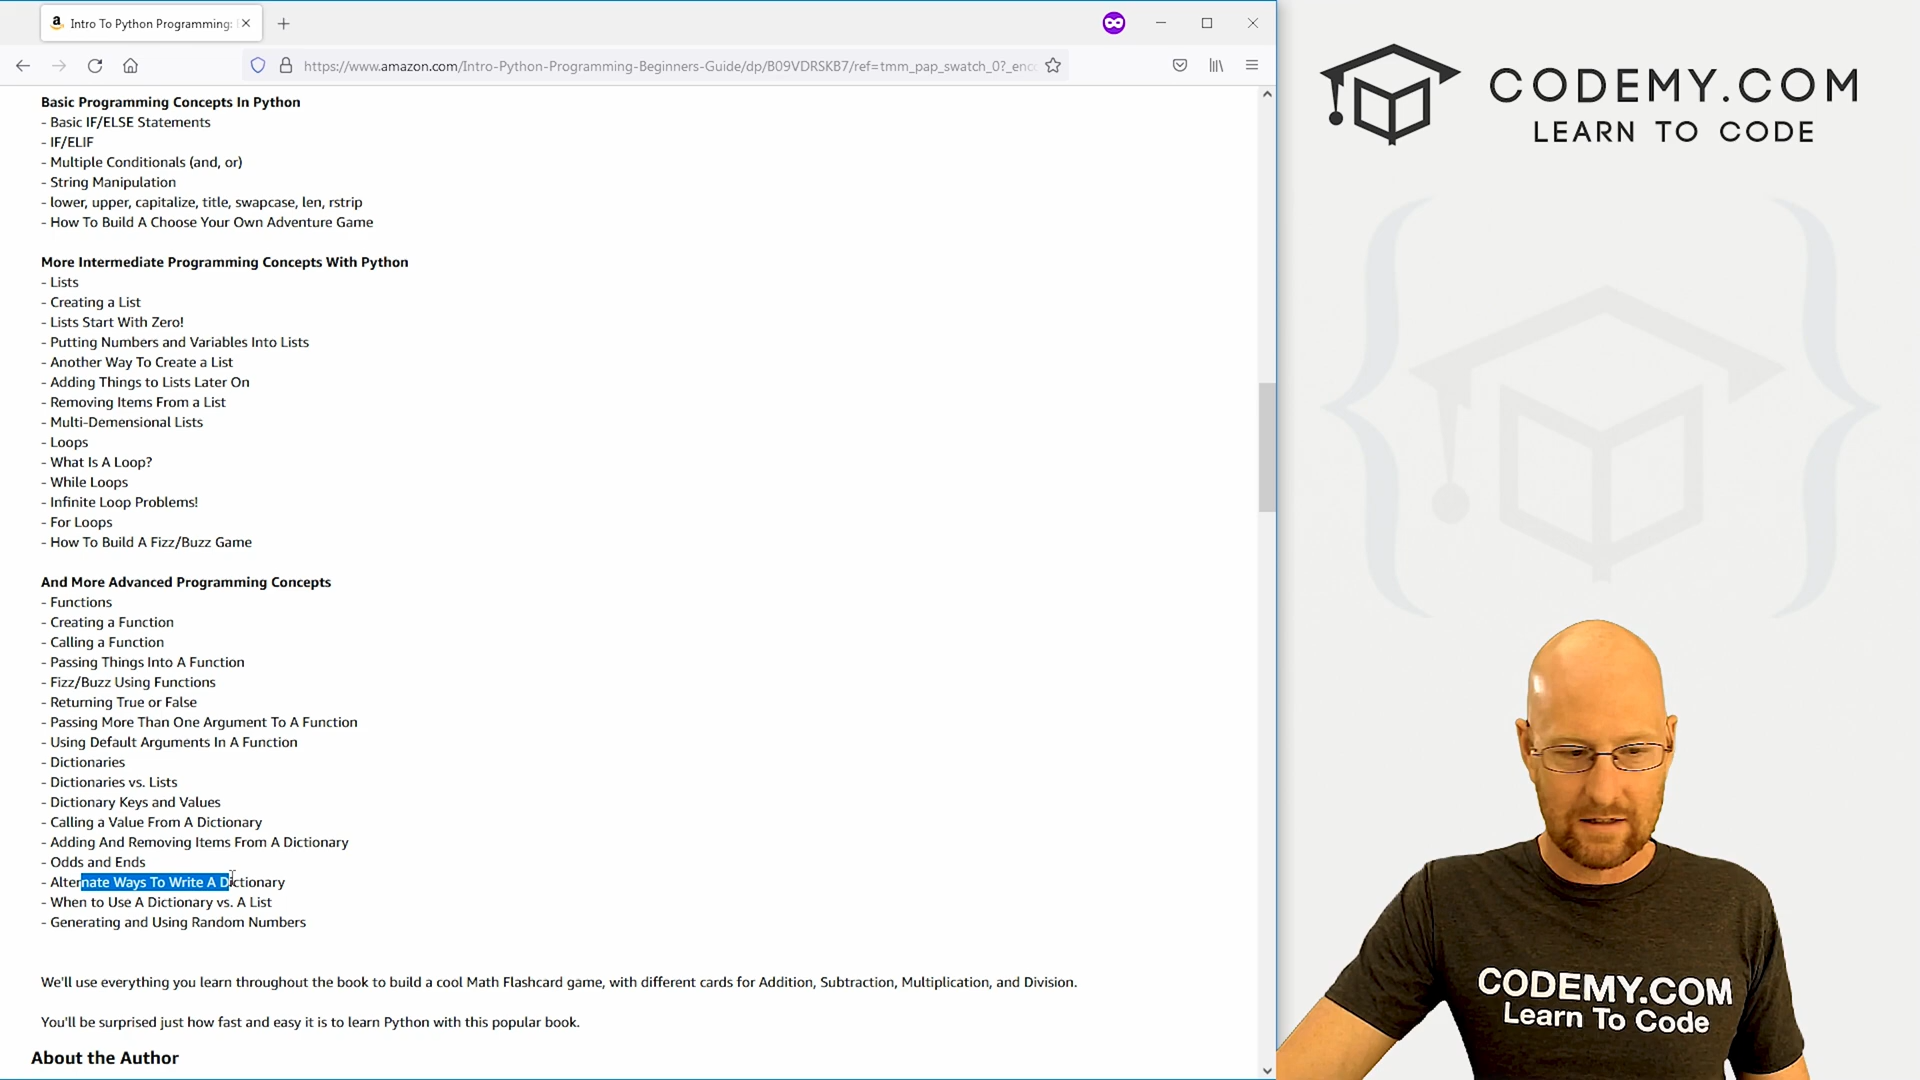 Intro To Python Programming:
https://www.amazon.com/Intro-Python-Programming-Beginners-Guide/dp/B09VDRSKB7/ref=tmm_pap_swatch_0?_enc
Basic Programming Concepts In Python
- Basic IF/ELSE Statements
- IF/ELIF
- Multiple Conditionals (and, or)
- String Manipulation
- lower, upper, capitalize, title, swapcase, len, rstrip
- How To Build A Choose Your Own Adventure Game
More Intermediate Programming Concepts With Python
- Lists
- Creating a List
- Lists Start With Zero!
- Putting Numbers and Variables Into Lists
- Another Way To Create a List
- Adding Things to Lists Later On
- Removing Items From a List
- Multi-Demensional Lists
- Loops
- What Is A Loop?
- While Loops
- Infinite Loop Problems!
- For Loops
- How To Build A Fizz/Buzz Game
And More Advanced Programming Concepts
- Functions
- Creating a Function
- Calling a Function
- Passing Things Into A Function
- Fizz/Buzz Using Functions
- Returning True or False
- Passing More Than One Argument To A Function
- Using Default Arguments In A Function
- Dictionaries
- Dictionaries vs. Lists
- Dictionary Keys and Values
- Calling a Value From A Dictionary
- Adding And Removing Items From A Dictionary
- Odds and Ends
- Alternate Ways To Write A Dictionary
- When to Use A Dictionary vs. A List
- Generating and Using Random Numbers
We'll use everything you learn throughout the book to build a cool Math Flashcard game, with different cards for Addition, Subtraction, Multiplication, and Division.
You'll be surprised just how fast and easy it is to learn Python with this popular book.
About the Author
CODEMY.COM
LEARN TO CODE
CODEMY.COM
Learn To Code